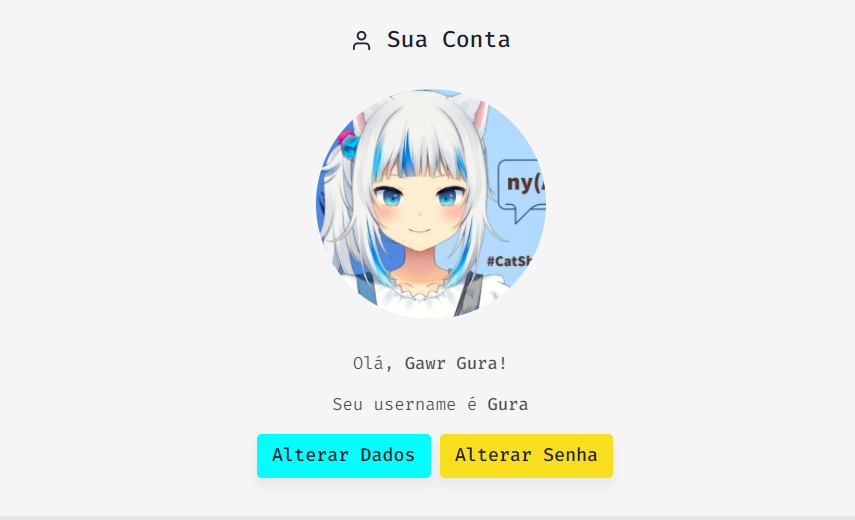 Sua Conta
ny(
#CatSh
Olá, Gawr Gura!
Seu username é Gura
Alterar Dados
Alterar Senha